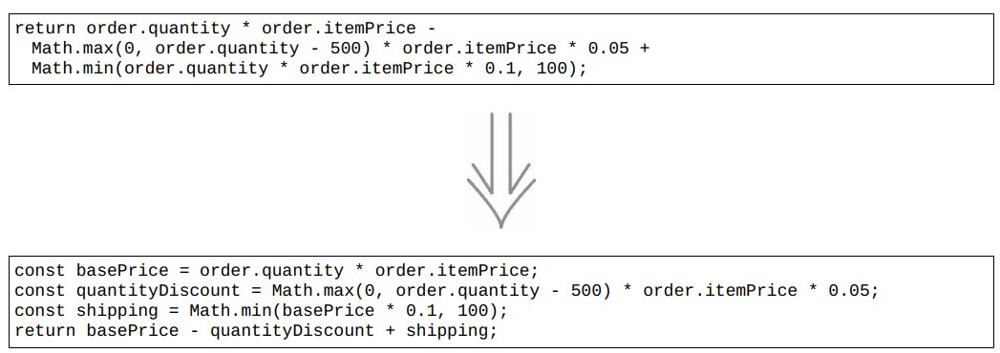 return order.quantity * order.itemPrice -
Math.max(0, order.quantity - 500) * order.itemPrice * 0.05 +
Math.min(order.quantity * order.itemPrice * 0.1, 100);
const basePrice = order.quantity * order.itemPrice;
const quantityDiscount = Math.max(0, order.quantity - 500) * order.itemPrice * 0.05;
const shipping = Math.min(basePrice * 0.1, 100);
return basePrice - quantityDiscount + shipping;